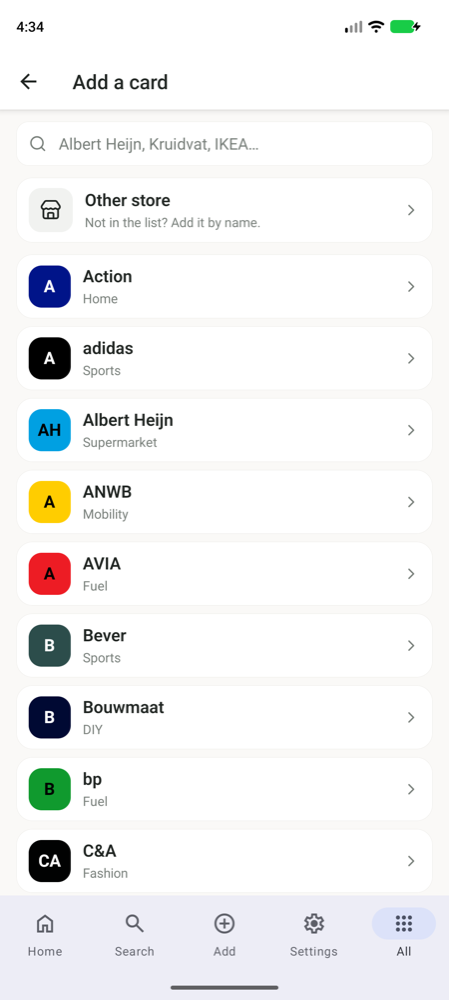 4:34
Add a card
Albert Heijn, Kruidvat, IKEA...
Other store
Not in the list? Add it by name.
A
Action
Home
A
adidas
Sports
AH
Albert Heijn
Supermarket
A
ANWB
Mobility
A
AVIA
Fuel
B
Bever
Sports
B
Bouwmaat
DIY
B
bp
Fuel
CA
C&A
Fashion
Home
Search
Add
Settings
All